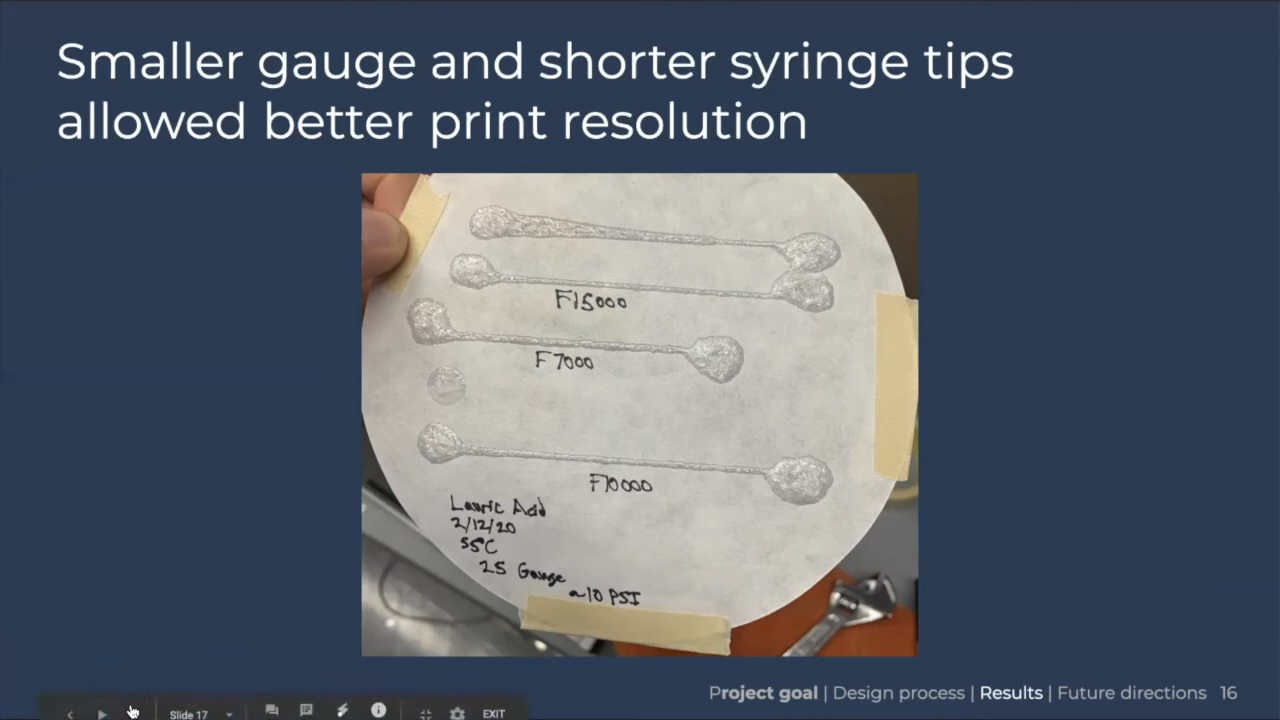 Smaller gauge and shorter syringe tips
allowed better print resolution
F15000
F7000
F10000
Lauric Acid
2/12/20
55°C
25 Gauge
~10 PSI
Project goal | Design process | Results | Future directions 16
Slide 17
EXIT